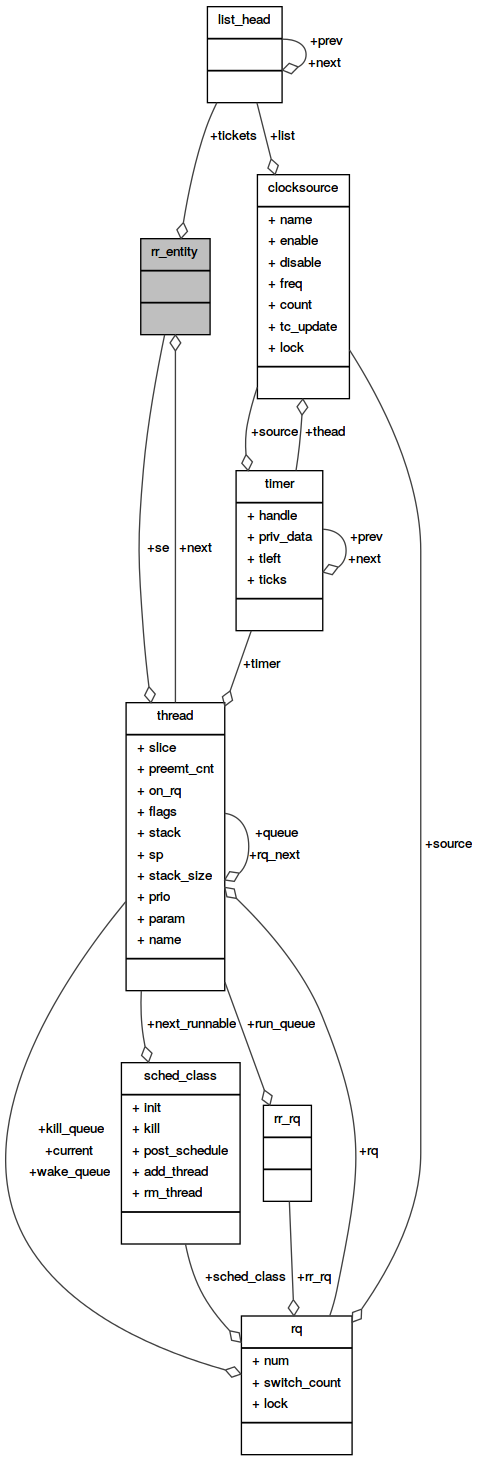 list_head
+prev
+next
+tickets
+list
clocksource
+ name
+ enable
+ disable
+ freq
+ count
+ tc_update
+ lock
rr_entity
+source
+thead
timer
+ handle
+ priv_data
+ tleft
+ ticks
+prev
+next
+se
+next
+timer
thread
+ slice
+ preemt_cnt
+ on_rq
+ flags
+ stack
+ sp
+ stack_size
+ prio
+ param
+ name
+queue
+rq_next
+source
+next_runnable
+run_queue
sched_class
+ init
+ kill
+ post_schedule
+ add_thread
+ rm_thread
rr_rq
+kill_queue
+current
+wake_queue
+rq
+sched_class
+rr_rq
rq
+ num
+ switch_count
+ lock